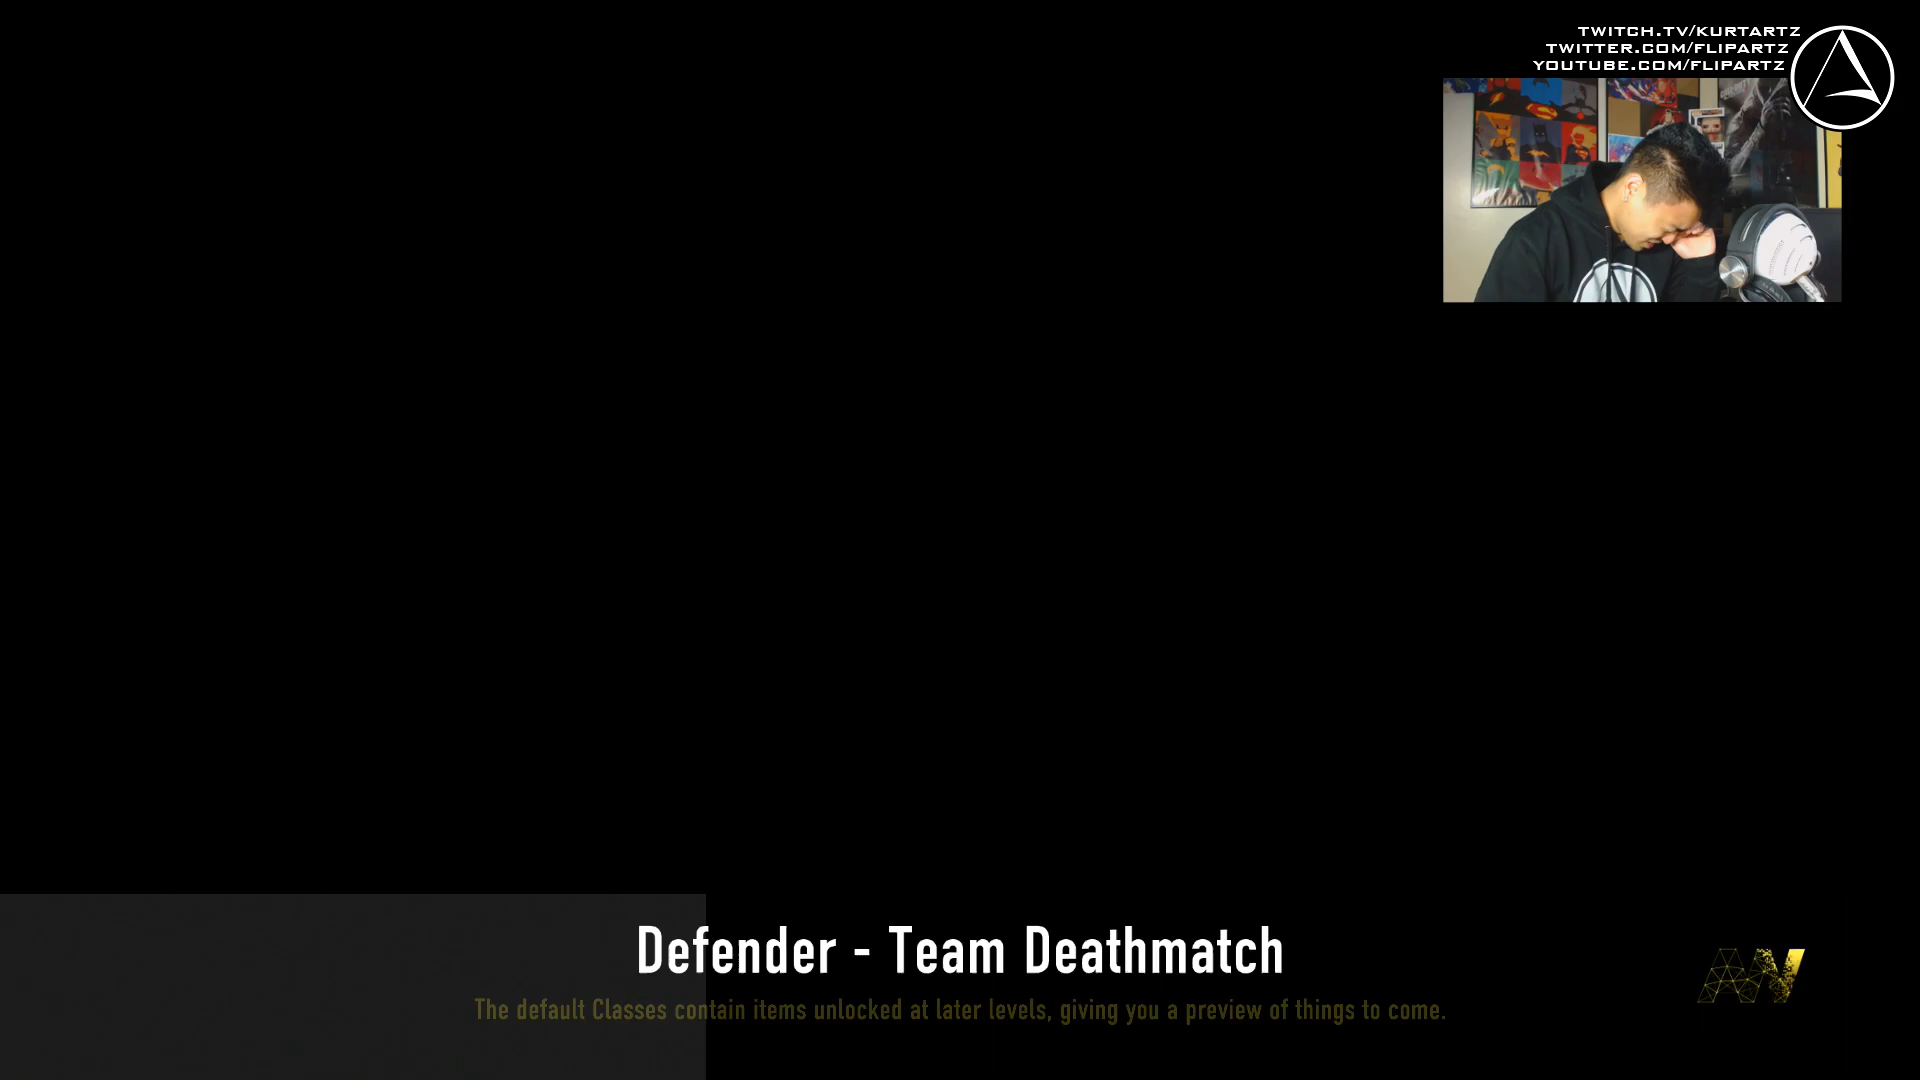 TWITCH.TV/KURTARTZ
TWITTER.COM/FLIPARTZ
YOUTUBE.COM/FLIPARTZ
Defender - Team Deathmatch
The default Classes contain items unlocked at later levels, giving you a preview of things to come.
AW